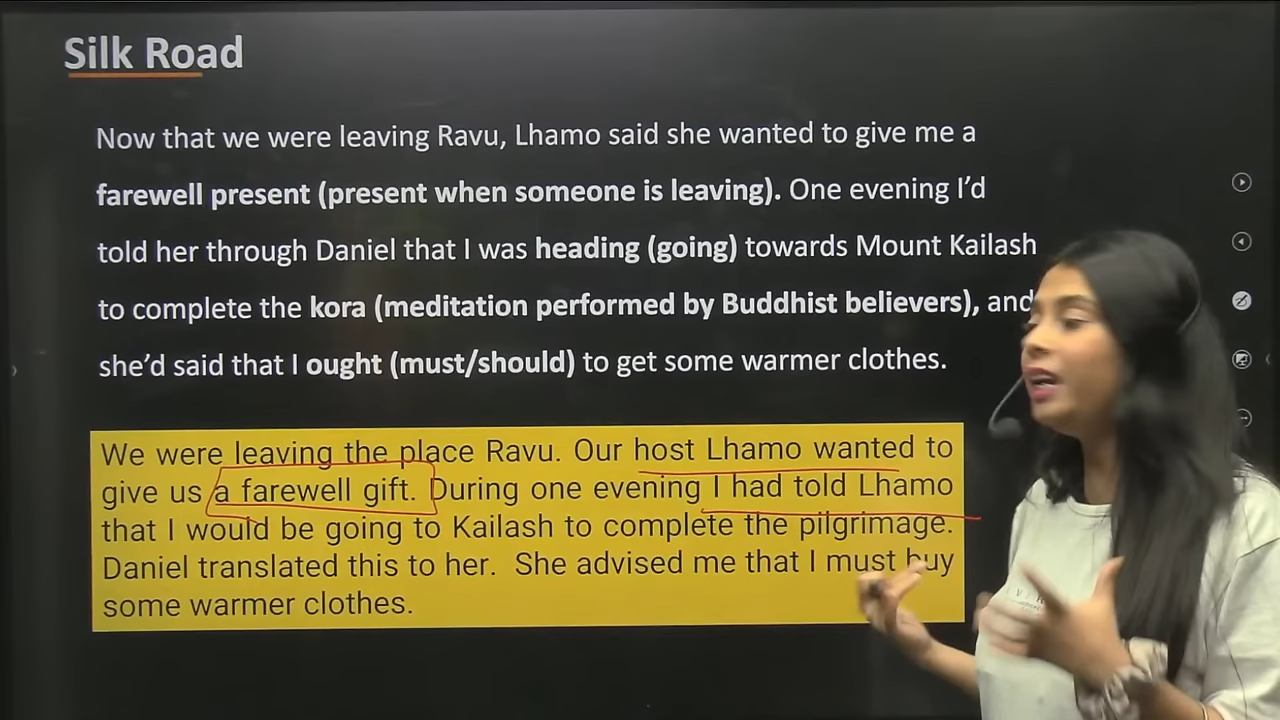 Silk Road
Now that we were leaving Ravu, Lhamo said she wanted to give me a
farewell present (present when someone is leaving). One evening I'd
told her through Daniel that I was heading (going) towards Mount Kailash
to complete the kora (meditation performed by Buddhist believers), and
she'd said that I ought (must/should) to get some warmer clothes.
We were leaving the place Ravu. Our host Lhamo wanted to
give us a farewell gift. During one evening I had told Lhamo
that I would be going to Kailash to complete the pilgrimage.
Daniel translated this to her. She advised me that I must buy
some warmer clothes.